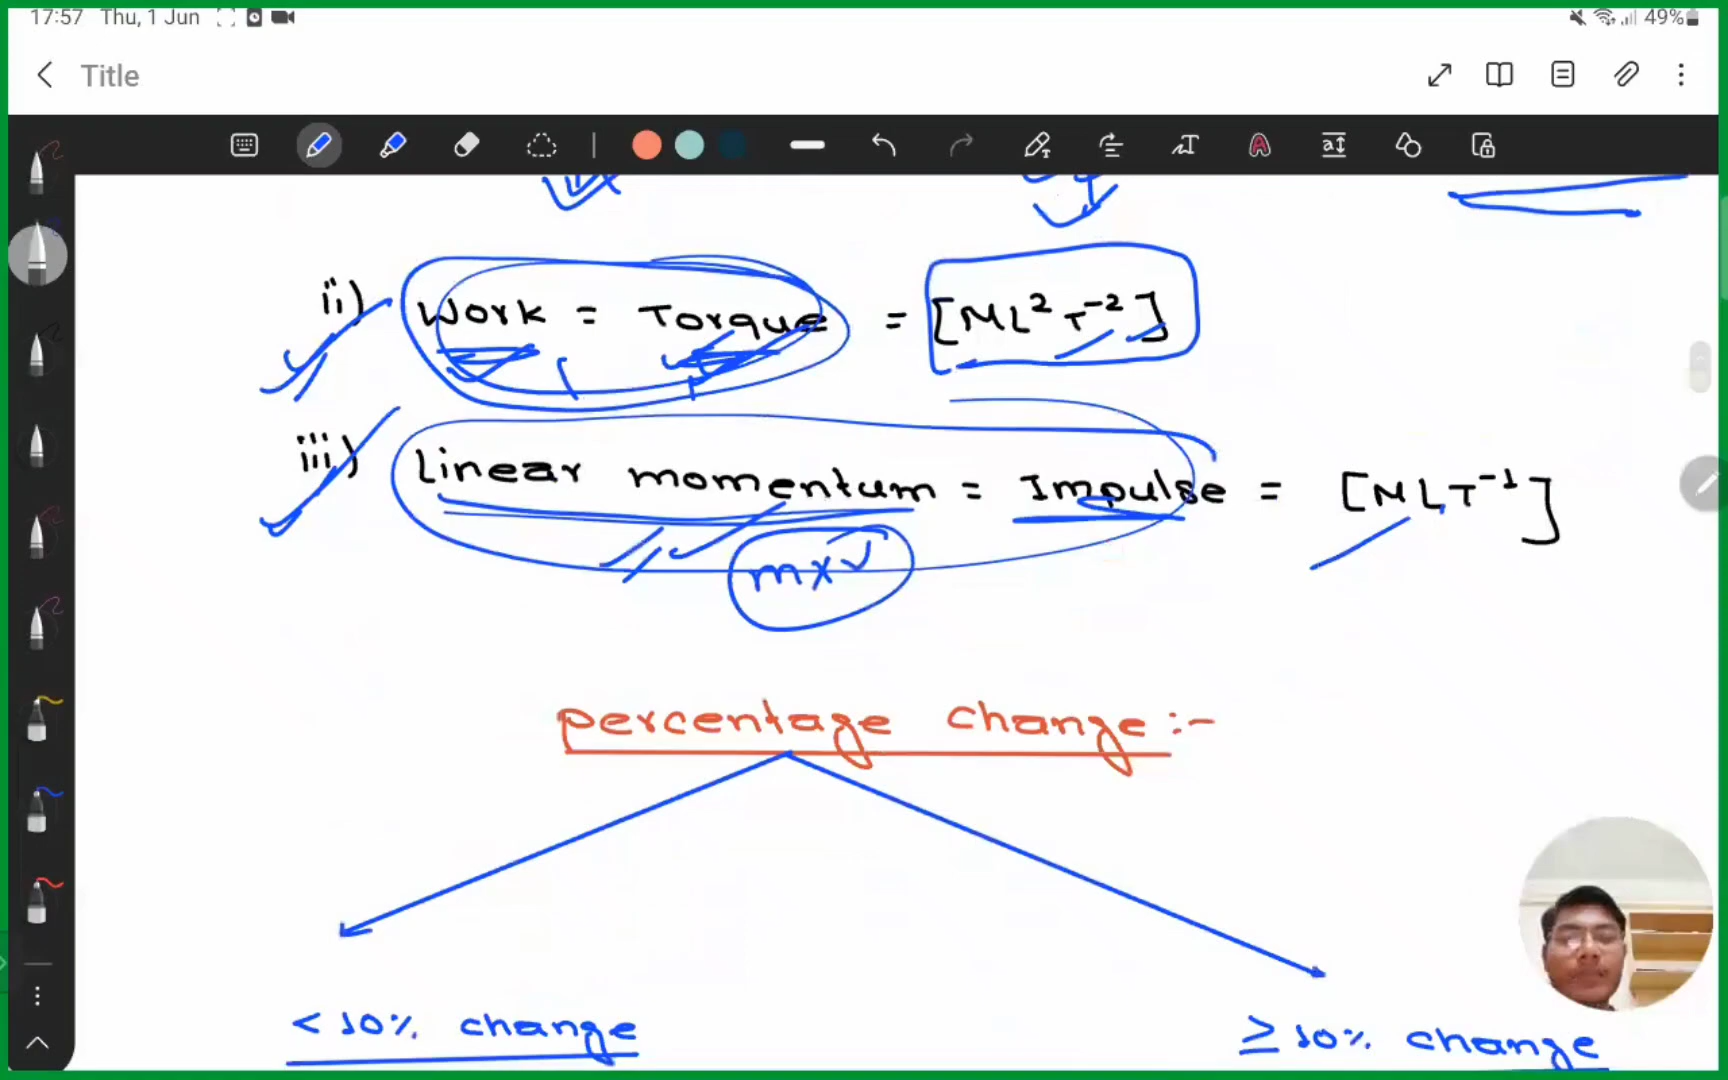 17:57 Thu, 1 Jun 49%
Title
ii) Work = Torque = [ML² T⁻²]
iii) Linear momentum = Impulse = [MLT⁻¹]
m×v
percentage change:-
< 10% change
≥ 10% change